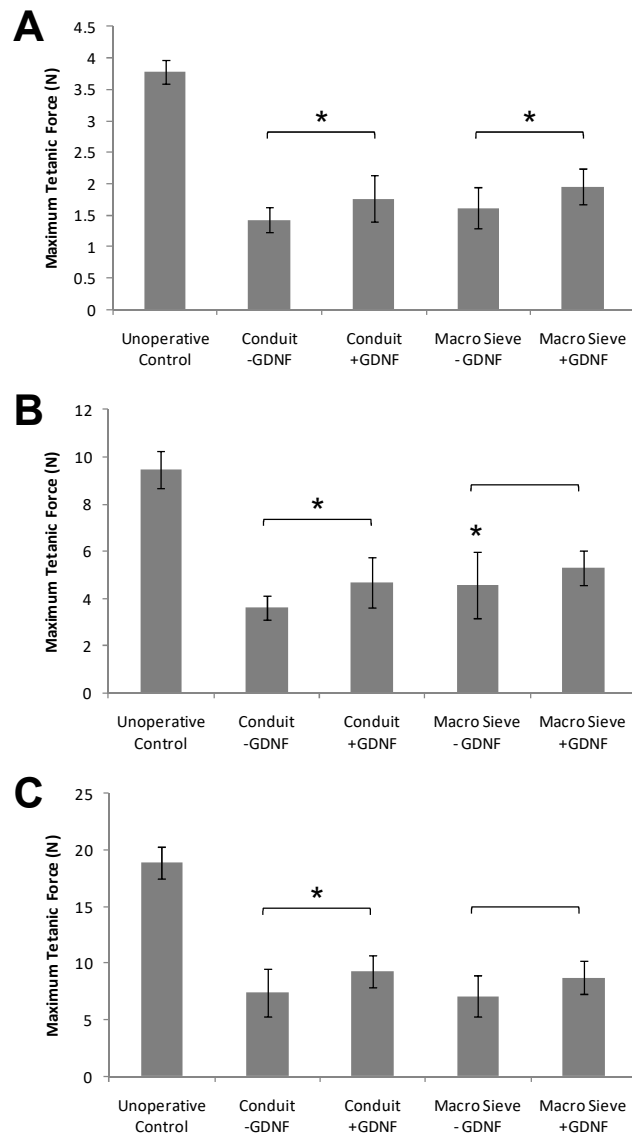 A
Maximum Tetanic Force (N)
4.5
4
3.5
3
2.5
2
1.5
1
0.5
0
*
*
Unoperative Control
Conduit -GDNF
Conduit +GDNF
Macro Sieve - GDNF
Macro Sieve +GDNF
B
Maximum Tetanic Force (N)
12
10
8
6
4
2
0
*
*
Unoperative Control
Conduit -GDNF
Conduit +GDNF
Macro Sieve - GDNF
Macro Sieve +GDNF
C
Maximum Tetanic Force (N)
25
20
15
10
5
0
*
Unoperative Control
Conduit -GDNF
Conduit +GDNF
Macro Sieve - GDNF
Macro Sieve +GDNF